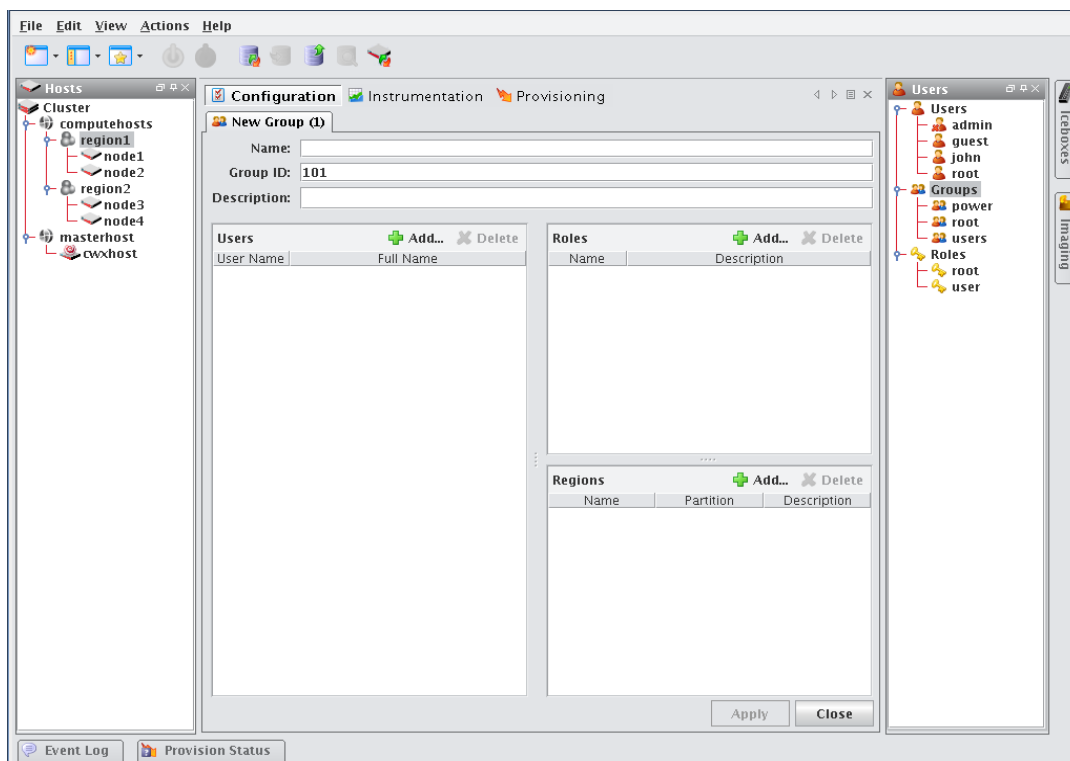 File Edit View Actions Help
Hosts
Cluster
computehosts
region1
node1
node2
region2
node3
node4
masterhost
cwxhost
Configuration Instrumentation Provisioning
New Group (1)
Name:
Group ID: 101
Description:
Users Add... Delete
User Name Full Name
Roles Add... Delete
Name Description
Regions Add... Delete
Name Partition Description
Apply Close
Users
Users
admin
guest
john
root
Groups
power
root
users
Roles
root
user
Iceboxes
Imaging
Event Log Provision Status